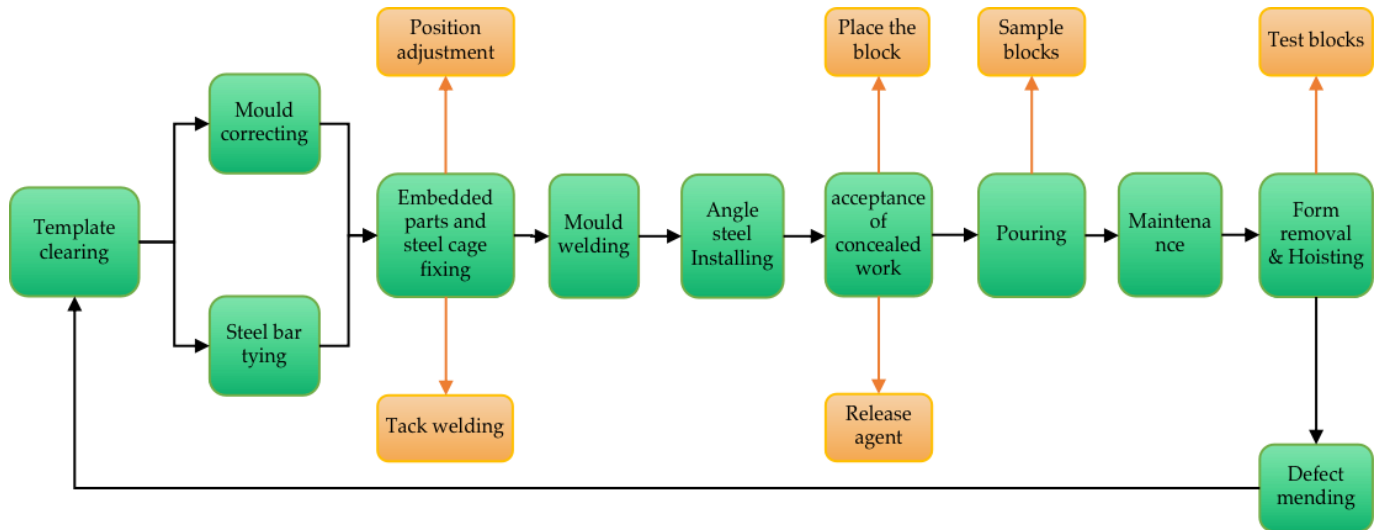 Position
adjustment
Place the
block
Sample
blocks
Test blocks
Mould
correcting
Template
clearing
Steel bar
tying
Embedded
parts and
steel cage
fixing
Mould
welding
Angle
steel
Installing
acceptance
of
concealed
work
Pouring
Maintena
nce
Form
removal
& Hoisting
Tack welding
Release
agent
Defect
mending